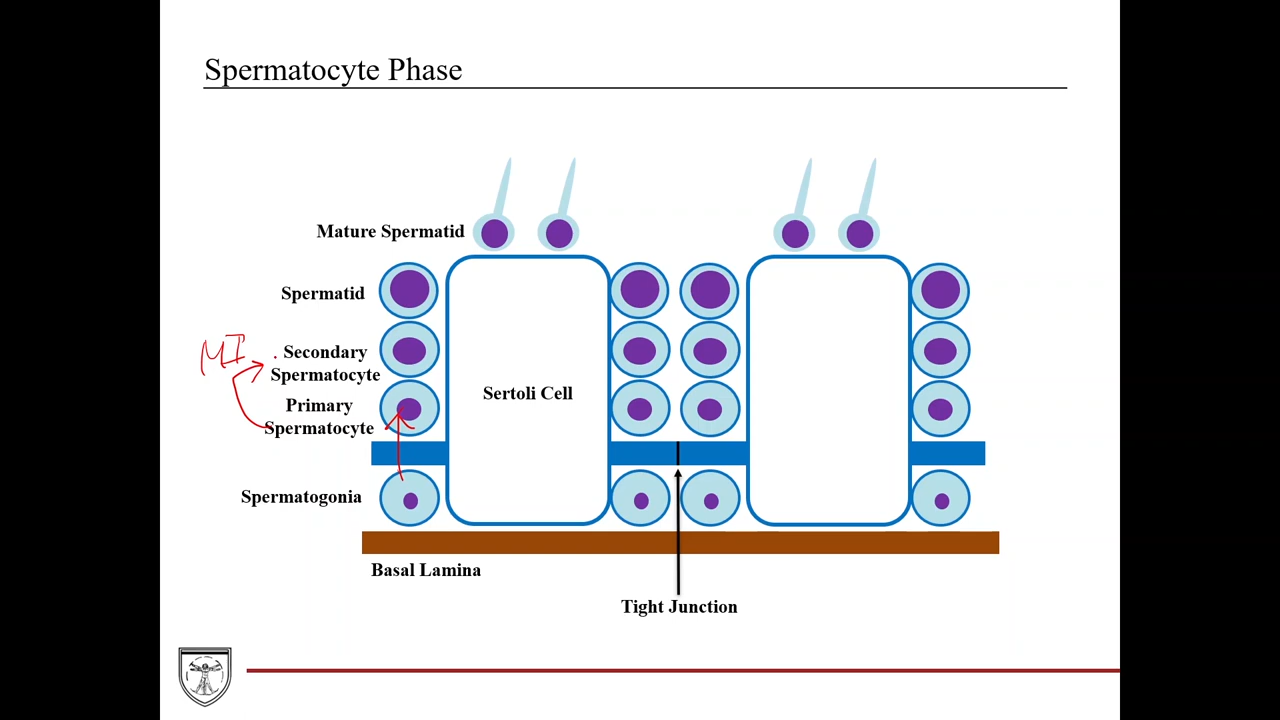 Spermatocyte Phase
Mature Spermatid
Spermatid
MI
Secondary
Spermatocyte
Primary
Spermatocyte
Sertoli Cell
Spermatogonia
Basal Lamina
Tight Junction